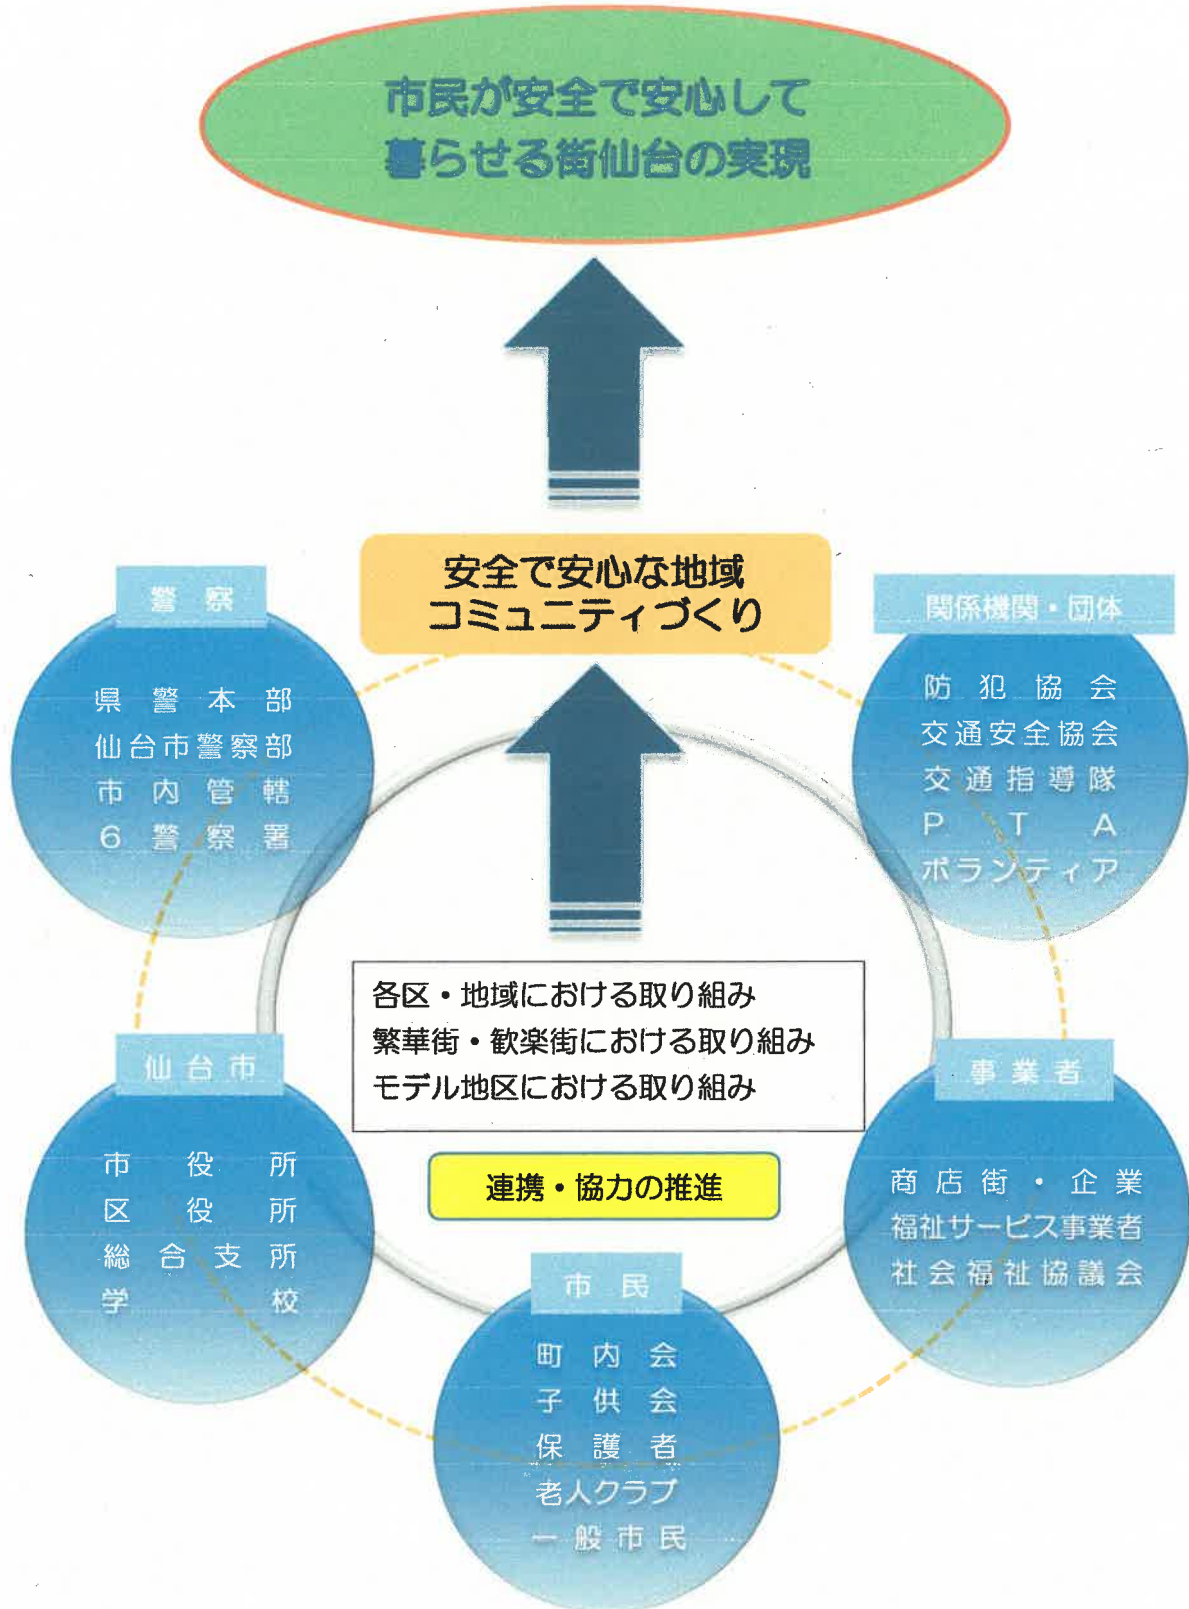 市民が安全で安心して
暮らせる街仙台の実現
安全で安心な地域
コミュニティづくり
警察
県警本部
仙台市警察部
市内管轄
6警察署
関係機関・団体
防犯協会
交通安全協会
交通指導隊
PTA
ボランティア
各区・地域における取り組み
繁華街・歓楽街における取り組み
モデル地区における取り組み
連携・協力の推進
仙台市
市役所
区役所
総合支所
学校
事業者
商店街・企業
福祉サービス事業者
社会福祉協議会
市民
町内会
子供会
保護者
老人クラブ
一般市民